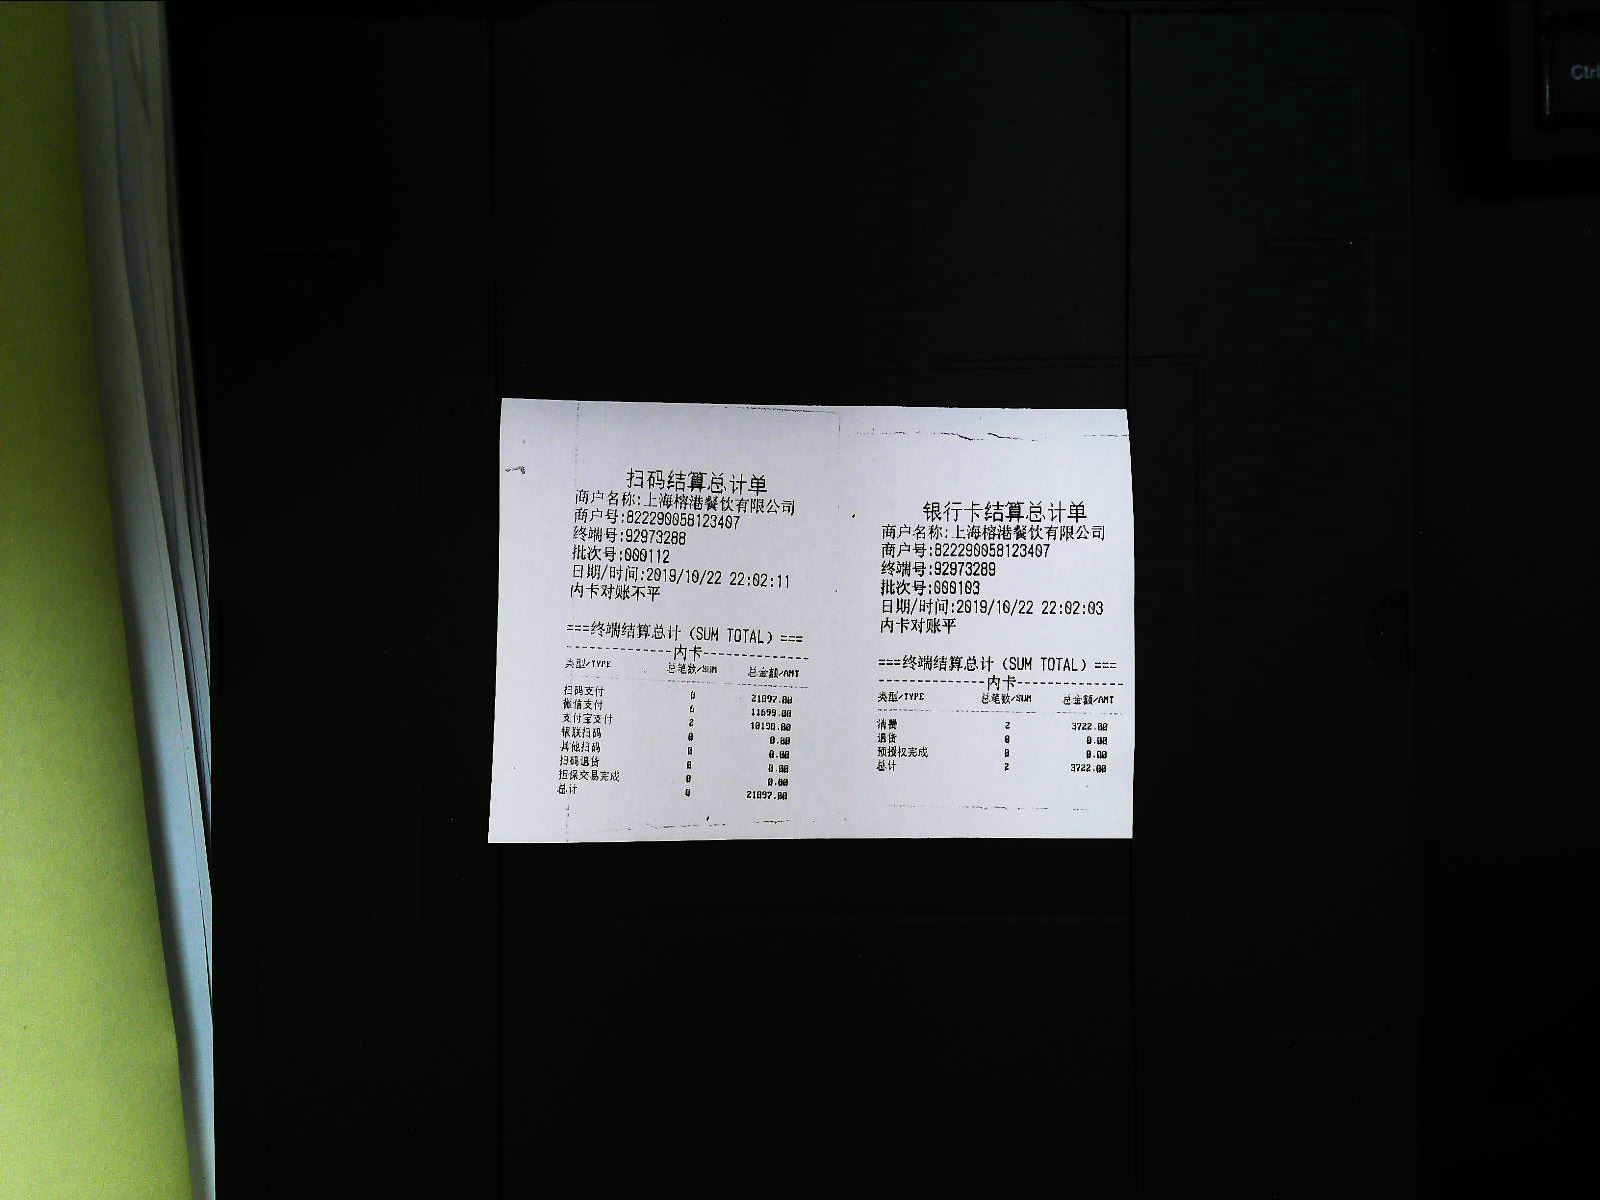 Ctrl
扫码结算总计单
商户名称:上海榕港餐饮有限公司
商户号:822290058123407
终端号:92973288
批次号:000112
日期/时间:2019/10/22 22:02:11
内卡对账不平
===终端结算总计（SUM TOTAL）===
----------------内卡----------------
类型/TYPE 总笔数/SUM 总金额/AMT
扫码支付 21897.00
微信支付 6 11699.00
支付宝支付 2 10198.00
银联扫码 0 0.00
其他扫码 0 0.00
扫码退货 0 0.00
担保交易完成 0 0.00
总计 21897.00
银行卡结算总计单
商户名称:上海榕港餐饮有限公司
商户号:822290058123407
终端号:92973289
批次号:000103
日期/时间:2019/10/22 22:02:03
内卡对账平
===终端结算总计（SUM TOTAL）===
----------------内卡----------------
类型/TYPE 总笔数/SUM 总金额/AMT
消费 2 3722.00
退货 0 0.00
预授权完成 0 0.00
总计 2 3722.00